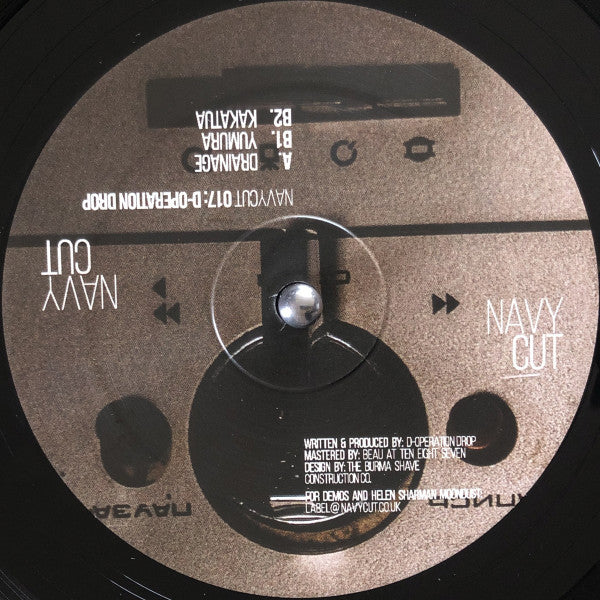 NAVY
CUT
NAVYCUT 017: D-OPERATION DROP
A. DRAINAGE
B1. YUMURA
B2. KAKATUA
NAVY
CUT
WRITTEN & PRODUCED BY: D-OPERATION DROP
MASTERED BY: BEAU AT TEN EIGHT SEVEN
DESIGN BY: THE BURMA SHAVE
CONSTRUCTION CO.
FOR DEMOS AND HELEN SHARMAN MOONDUST:
LABEL@NAVYCUT.CO.UK
ПАУЗА